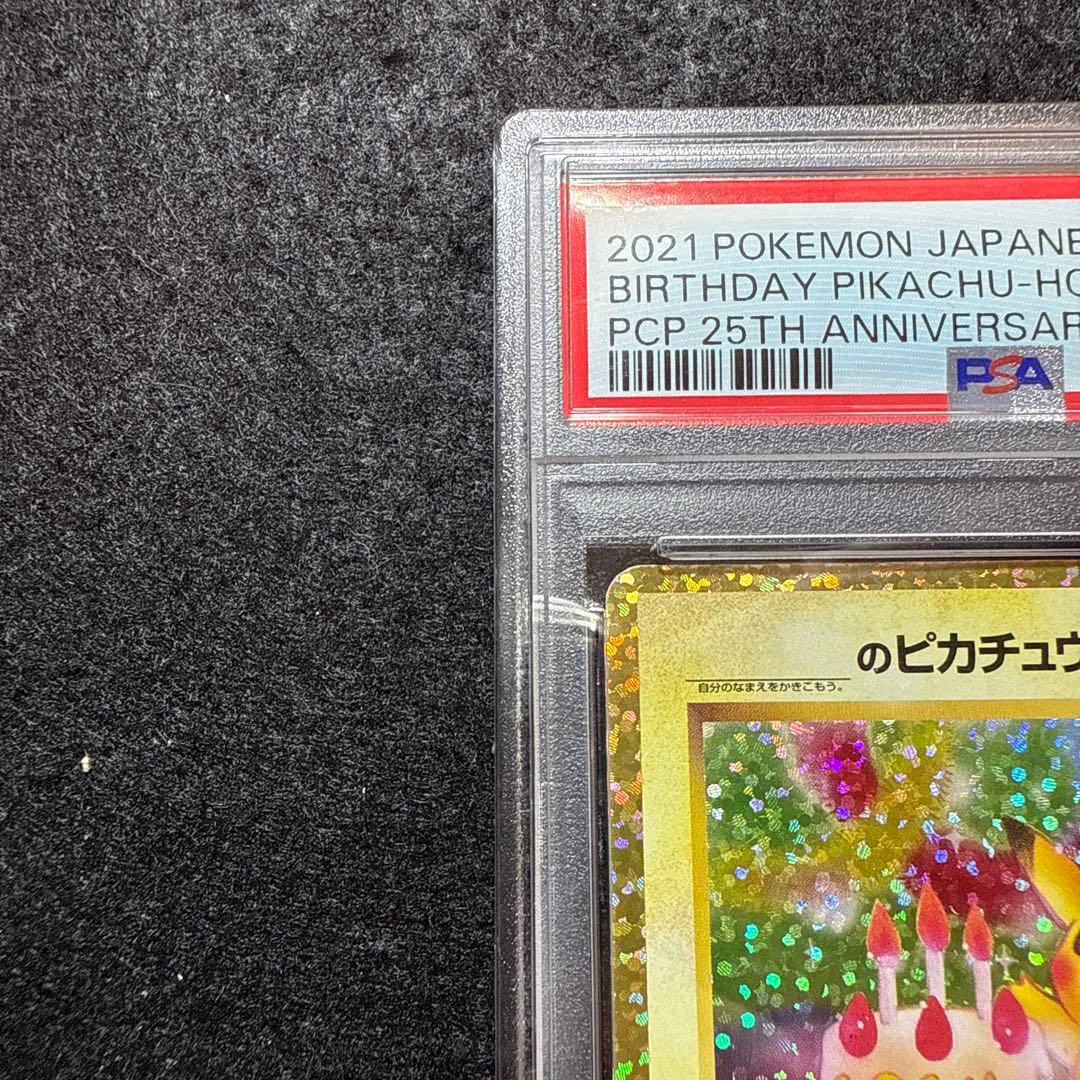 2021 POKEMON JAPANE
BIRTHDAY PIKACHU-HO
PCP 25TH ANNIVERSAR
PSA
のピカチュウ
自分のなまえをかきこもう。